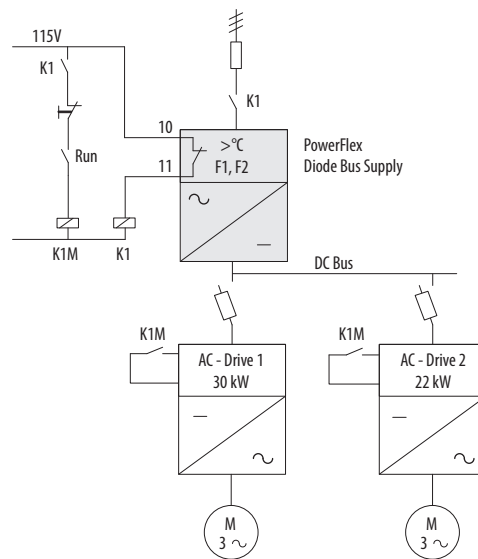 115V
K1
K1
10
>°C
F1, F2
PowerFlex
Diode Bus Supply
Run
11
K1M
K1
DC Bus
K1M
AC - Drive 1
30 kW
K1M
AC - Drive 2
22 kW
M
3 ~
M
3 ~